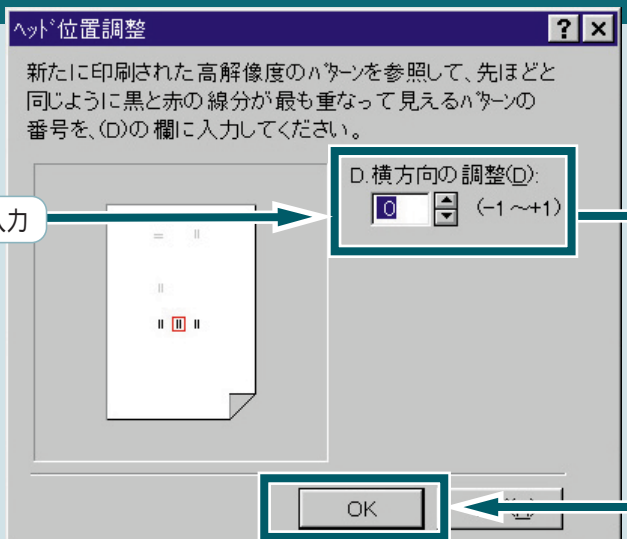 ヘッド位置調整
新たに印刷された高解像度のパターンを参照して、先ほどと
同じように黒と赤の線分が最も重なって見えるパターンの
番号を、(D)の欄に入力してください。
D.横方向の調整(D):
0 (-1～+1)
入力
OK